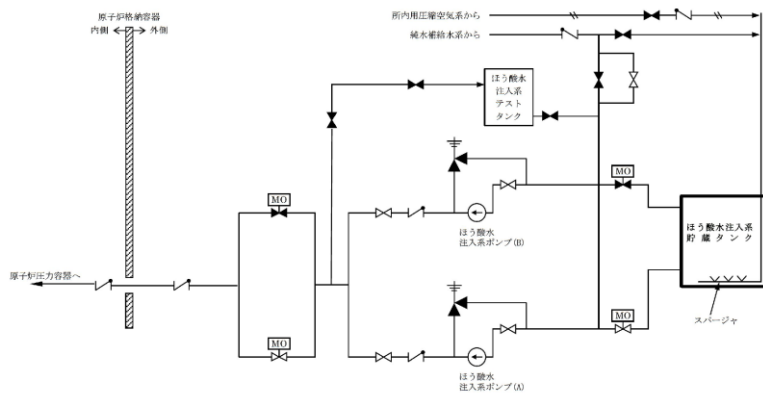 原子炉格納容器
内側
外側
所内用圧縮空気系から
純水補給水系から
ほう酸水
注入系
テスト
タンク
MO
MO
ほう酸水
注入系ポンプ(B)
ほう酸水注入系
貯蔵タンク
原子炉圧力容器へ
スパージャ
MO
MO
ほう酸水
注入系ポンプ(A)